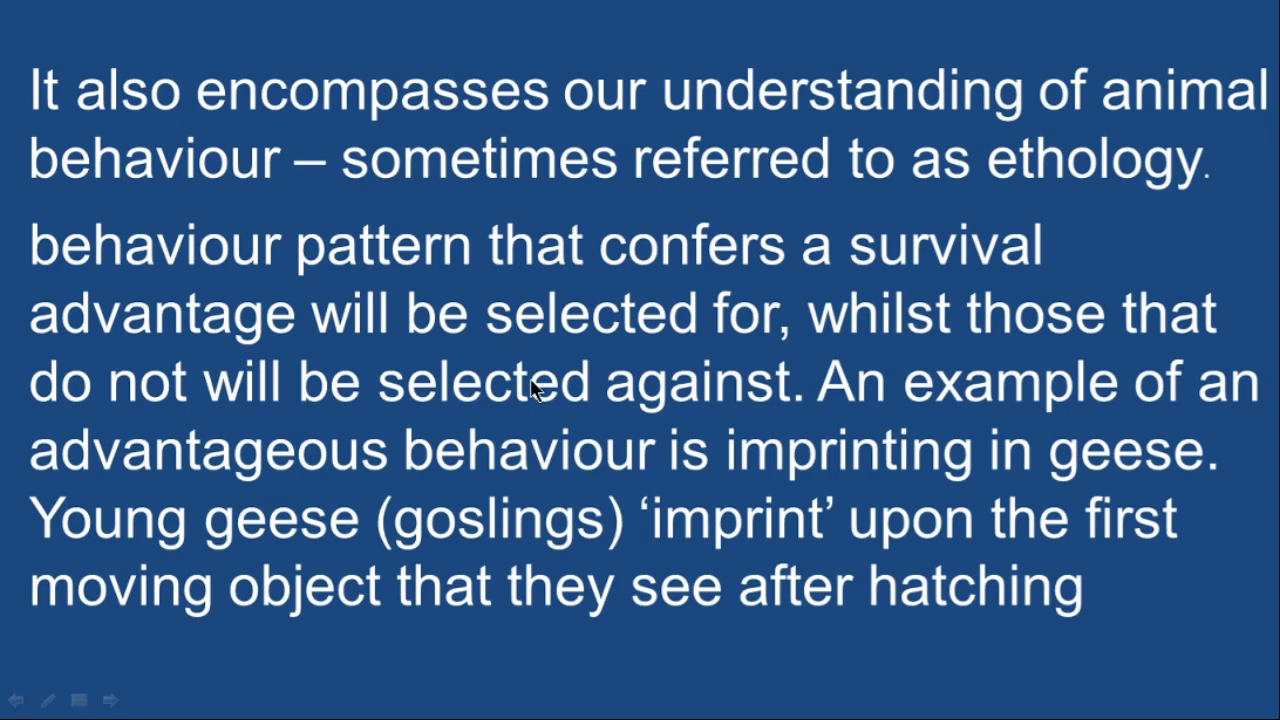 It also encompasses our understanding of animal
behaviour – sometimes referred to as ethology.
behaviour pattern that confers a survival
advantage will be selected for, whilst those that
do not will be selected against. An example of an
advantageous behaviour is imprinting in geese.
Young geese (goslings) ‘imprint’ upon the first
moving object that they see after hatching